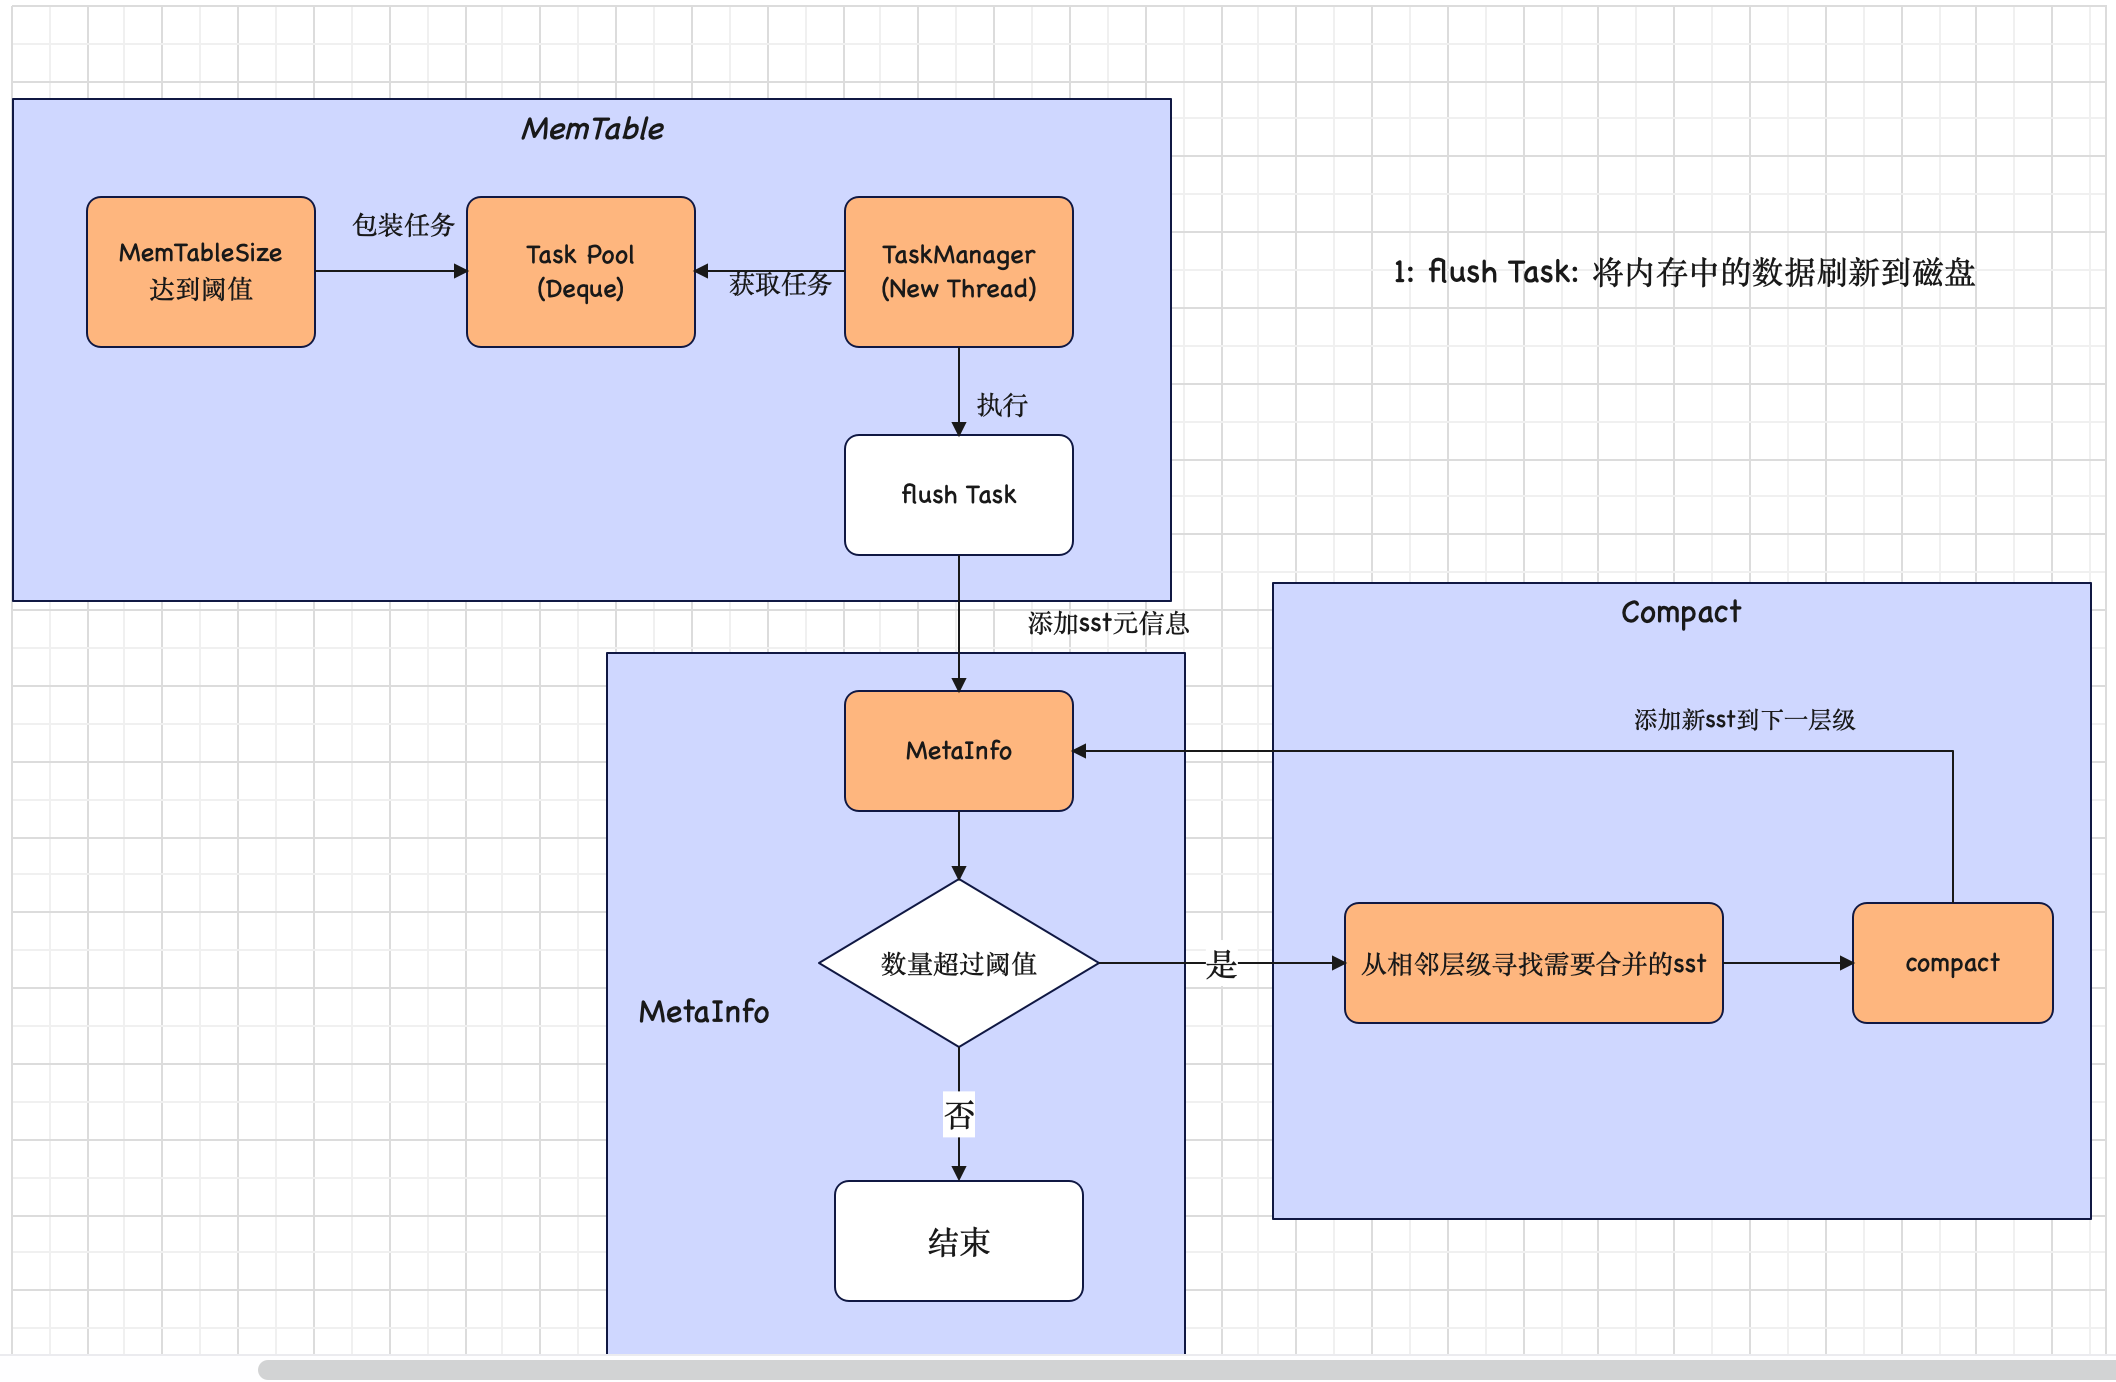 MemTable
MemTableSize
达到阈值
包装任务
Task Pool
(Deque)
获取任务
TaskManager
(New Thread)
1: flush Task: 将内存中的数据刷新到磁盘
执行
flush Task
添加sst元信息
Compact
添加新sst到下一层级
MetaInfo
数量超过阈值
是
从相邻层级寻找需要合并的sst
compact
MetaInfo
否
结束